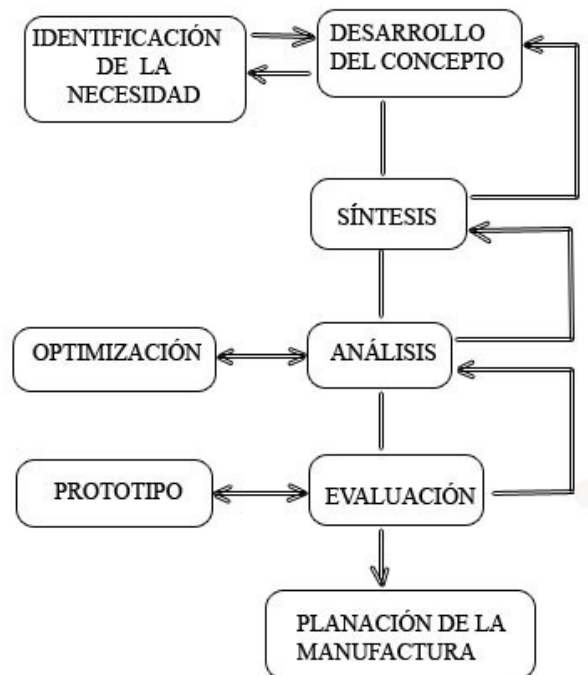 IDENTIFICACIÓN
DE LA
NECESIDAD
DESARROLLO
DEL CONCEPTO
SÍNTESIS
OPTIMIZACIÓN
ANÁLISIS
PROTOTIPO
EVALUACIÓN
PLANACIÓN DE LA
MANUFACTURA